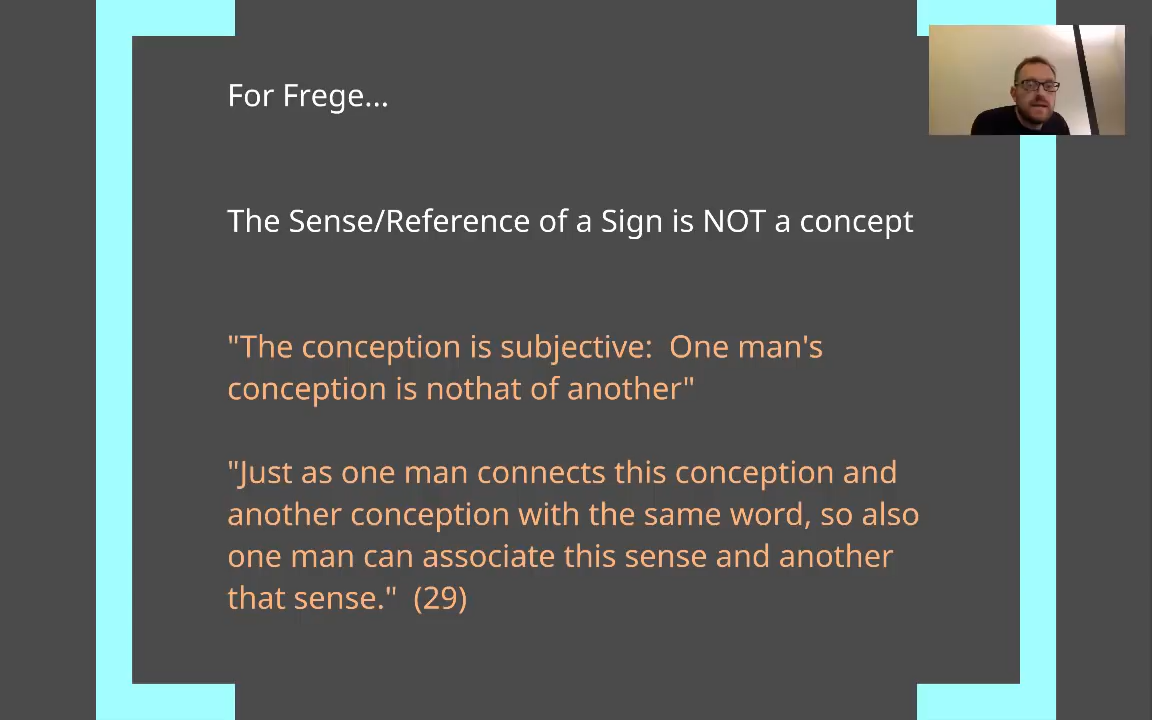 For Frege...
The Sense/Reference of a Sign is NOT a concept
"The conception is subjective:  One man's
conception is nothat of another"
"Just as one man connects this conception and
another conception with the same word, so also
one man can associate this sense and another
that sense."  (29)